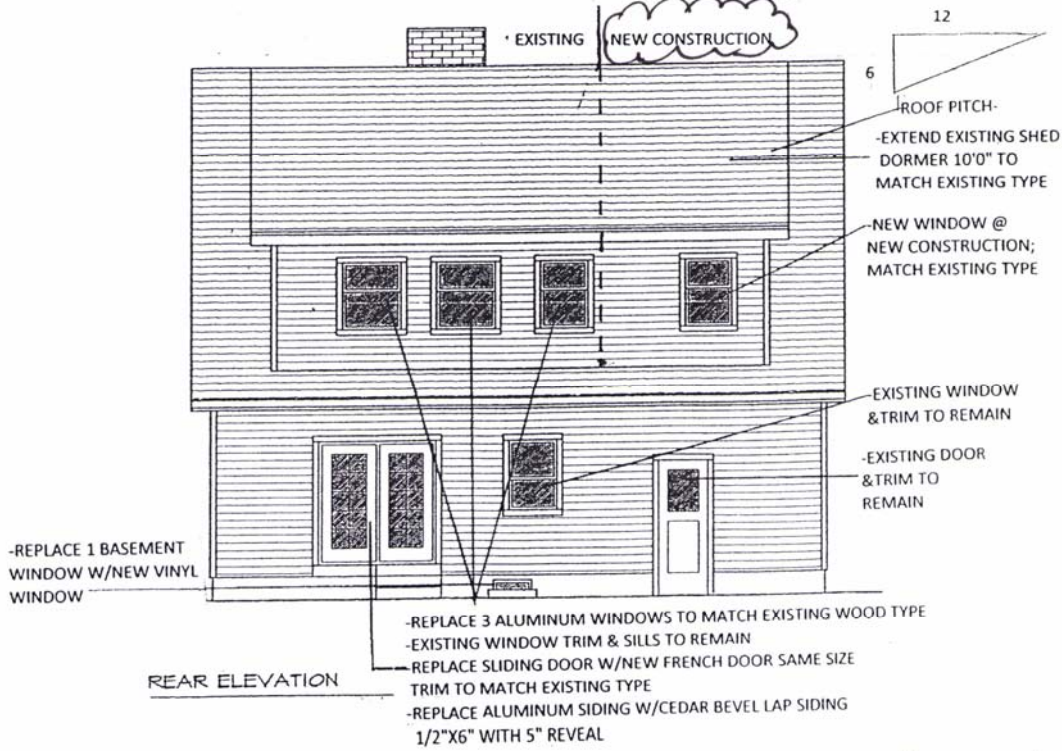 EXISTING
NEW CONSTRUCTION
12
6
ROOF PITCH-
-EXTEND EXISTING SHED
DORMER 10'0" TO
MATCH EXISTING TYPE
-NEW WINDOW @
NEW CONSTRUCTION;
MATCH EXISTING TYPE
-EXISTING WINDOW
&TRIM TO REMAIN
-EXISTING DOOR
&TRIM TO
REMAIN
-REPLACE 1 BASEMENT
WINDOW W/NEW VINYL
WINDOW
-REPLACE 3 ALUMINUM WINDOWS TO MATCH EXISTING WOOD TYPE
-EXISTING WINDOW TRIM & SILLS TO REMAIN
-REPLACE SLIDING DOOR W/NEW FRENCH DOOR SAME SIZE
TRIM TO MATCH EXISTING TYPE
-REPLACE ALUMINUM SIDING W/CEDAR BEVEL LAP SIDING
1/2"X6" WITH 5" REVEAL
REAR ELEVATION